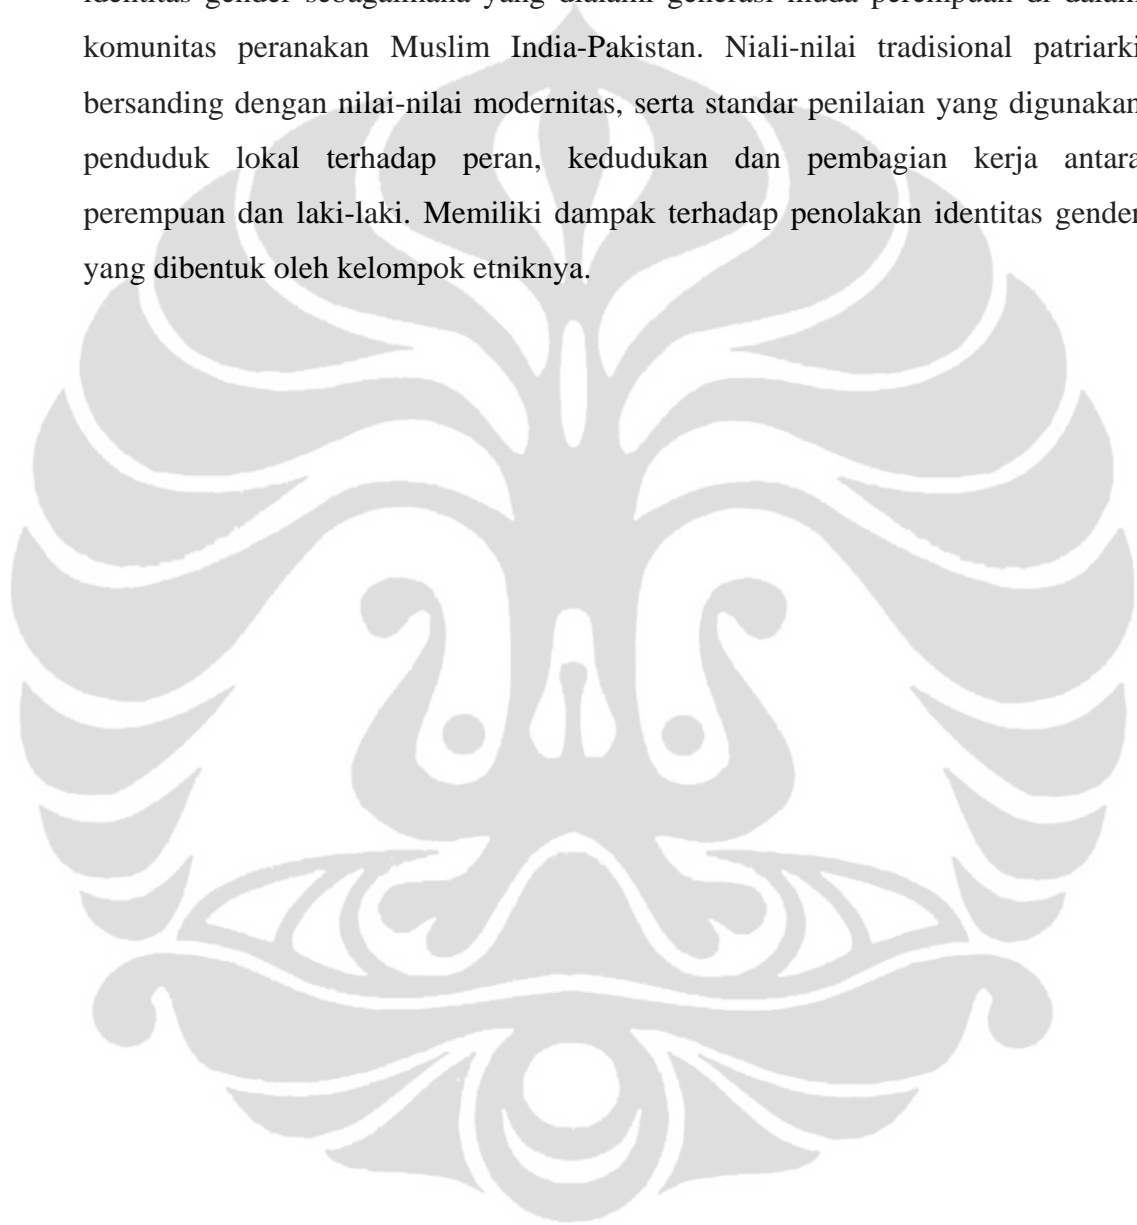 identitas gender sebagaimana yang dialami generasi muda perempuan di dalam
komunitas peranakan Muslim India-Pakistan. Niali-nilai tradisional patriarki
bersanding dengan nilai-nilai modernitas, serta standar penilaian yang digunakan
penduduk lokal terhadap peran, kedudukan dan pembagian kerja antara
perempuan dan laki-laki. Memiliki dampak terhadap penolakan identitas gender
yang dibentuk oleh kelompok etniknya.